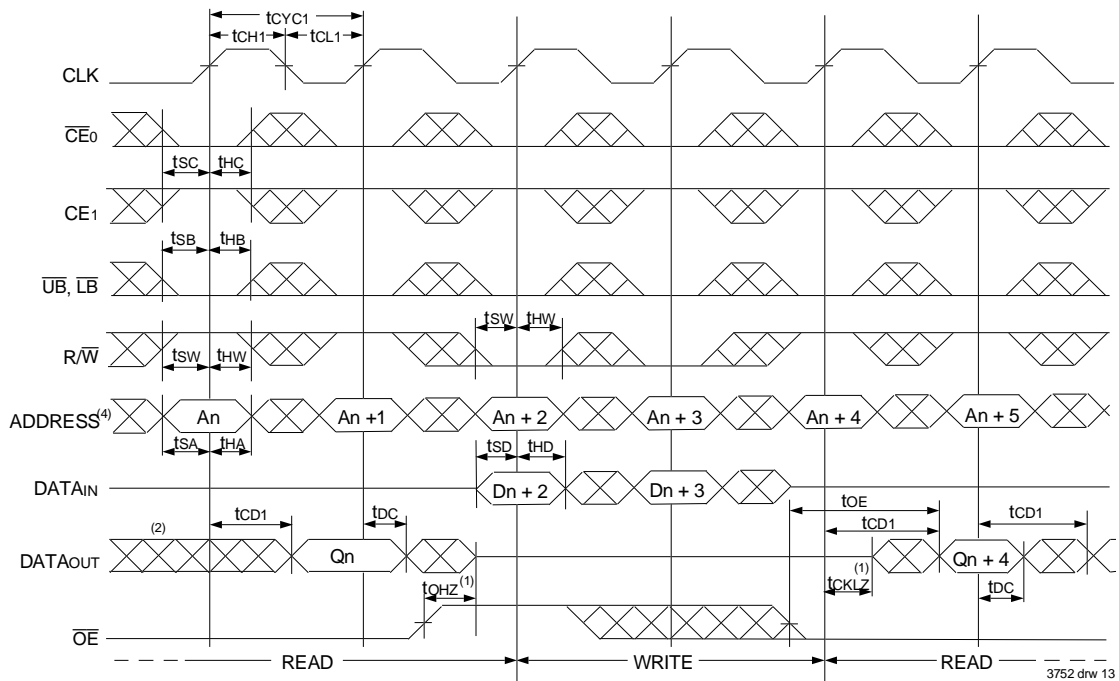 tCYC1
tCH1 tCL1
CLK
CE0
tSC tHC
CE1
tSB tHB
UB, LB
tSW tHW
R/W
tSW tHW
ADDRESS(4) An An +1 An + 2 An + 3 An + 4 An + 5
tSA tHA
tSD tHD
DATAIN Dn + 2 Dn + 3
tOE
(2) tCD1 tDC tCD1 tCD1
DATAOUT Qn Qn + 4
tOHZ(1) tCKLZ(1) tDC
OE
READ WRITE READ
3752 drw 13